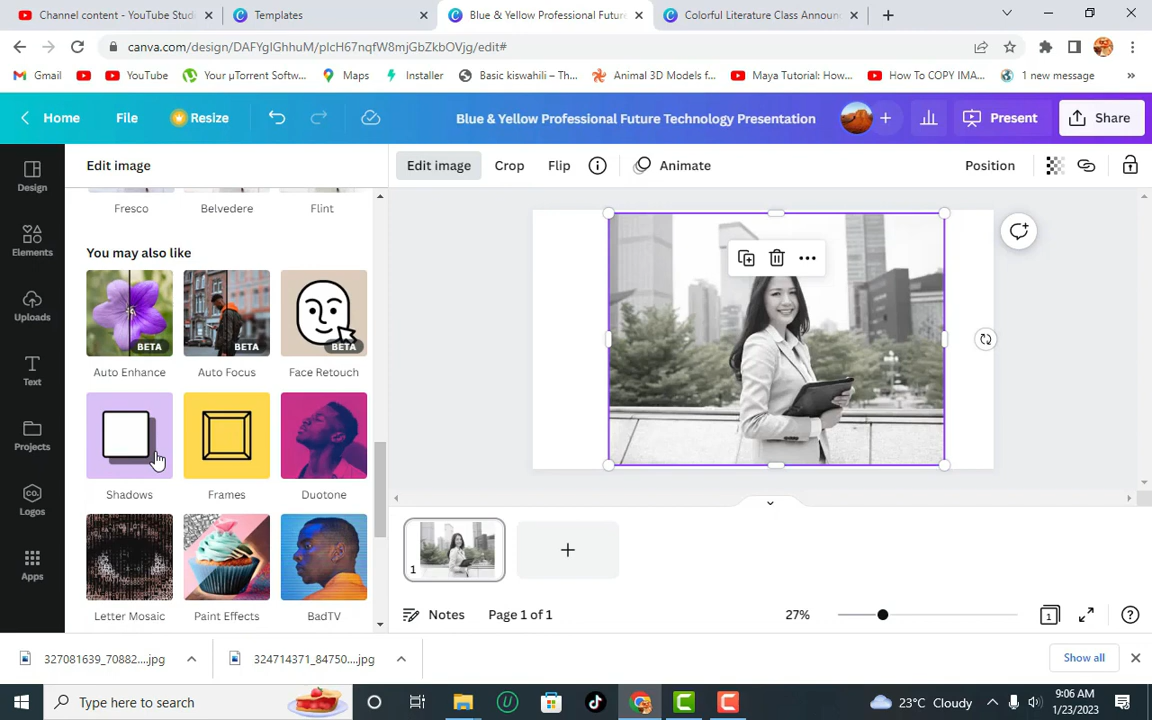 Channel content - YouTube Stud
Templates
Blue & Yellow Professional Futur
Colorful Literature Class Announ
canva.com/design/DAFYgIGhhuM/plcH67nqfW8mjGbZkbOVjg/edit#
Gmail
YouTube
Your µTorrent Softw...
Maps
Installer
Basic kiswahili – Th...
Animal 3D Models f...
Maya Tutorial: How...
How To COPY IMA...
1 new message
»
Home
File
Resize
Blue & Yellow Professional Future Technology Presentation
Present
Share
Design
Elements
Uploads
Text
Projects
CO.
Logos
Apps
Edit image
Edit image
Crop
Flip
Animate
Position
Fresco
Belvedere
Flint
You may also like
BETA
BETA
BETA
Auto Enhance
Auto Focus
Face Retouch
Shadows
Frames
Duotone
Letter Mosaic
Paint Effects
BadTV
1
Notes
Page 1 of 1
27%
1
327081639_70882....jpg
324714371_84750....jpg
Show all
Type here to search
23°C Cloudy
9:06 AM
1/23/2023